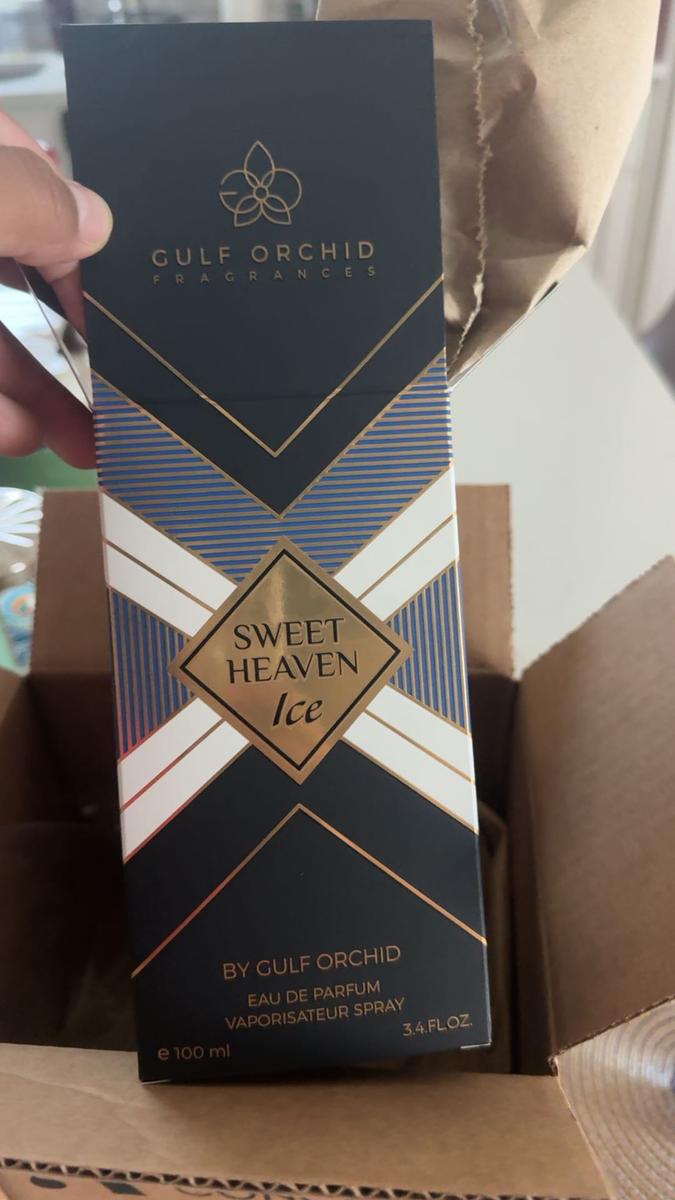 GULF ORCHID
FRAGRANCES
SWEET
HEAVEN
Ice
BY GULF ORCHID
EAU DE PARFUM
VAPORISATEUR SPRAY
3.4.FL.OZ.
e 100 ml